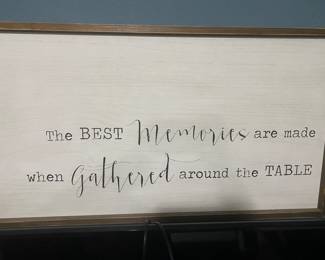 The BEST Memories are made
when Gathered around the TABLE